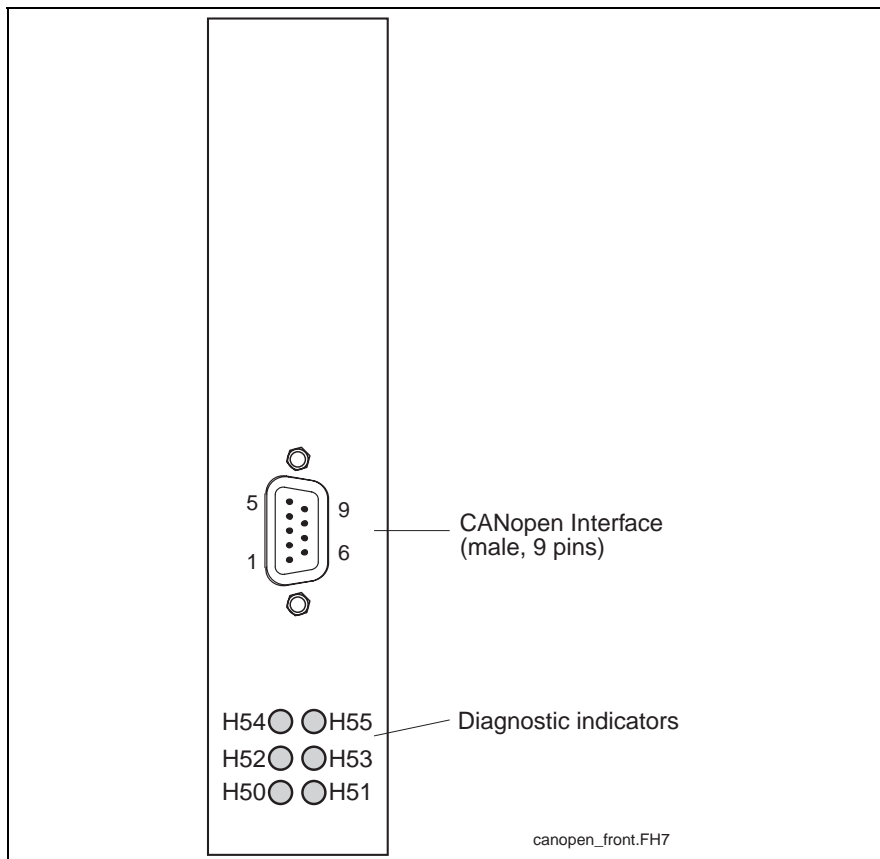 5
9
CANopen Interface
(male, 9 pins)
1
6
H54 H55
Diagnostic indicators
H52 H53
H50 H51
canopen_front.FH7